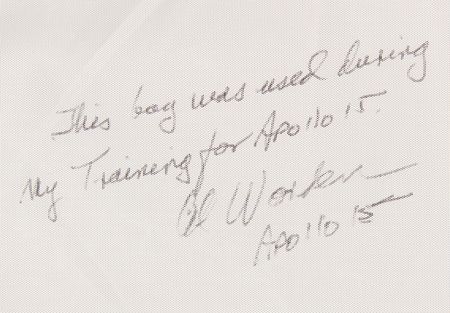 This bag was used during
My Training for Apollo 15.
Al Worden
Apollo 15